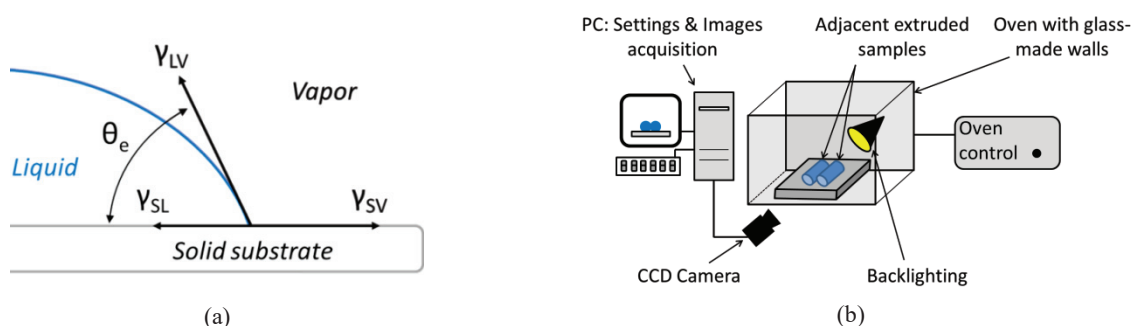 γLV
Vapor
θe
Liquid
γSL
γSV
Solid substrate
(a)
PC: Settings & Images
acquisition
Adjacent extruded
samples
Oven with glass-
made walls
Oven
control
CCD Camera
Backlighting
(b)